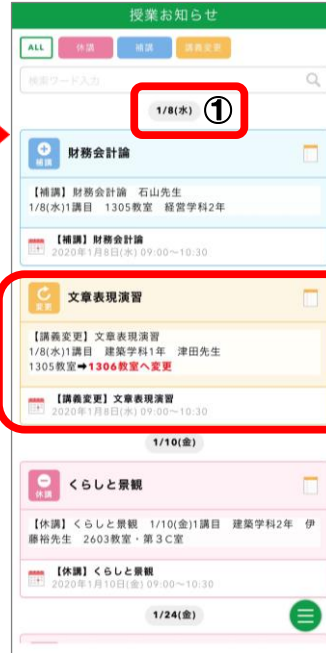 授業お知らせ
ALL 休講 補講 講義変更
検索ワード入力
1/8(水) ①
補講 財務会計論
【補講】財務会計論 石山先生
1/8(水)1講目 1305教室 経営学科2年
【補講】財務会計論
2020年1月8日(水) 09:00~10:30
変更 文章表現演習
【講義変更】文章表現演習
1/8(水)1講目 建築学科1年 津田先生
1305教室➡1306教室へ変更
【講義変更】文章表現演習
2020年1月8日(水) 09:00~10:30
1/10(金)
休講 くらしと景観
【休講】くらしと景観 1/10(金)1講目 建築学科2年 伊
藤裕先生 2603教室・第3C室
【休講】くらしと景観
2020年1月10日(金) 09:00~10:30
1/24(金)